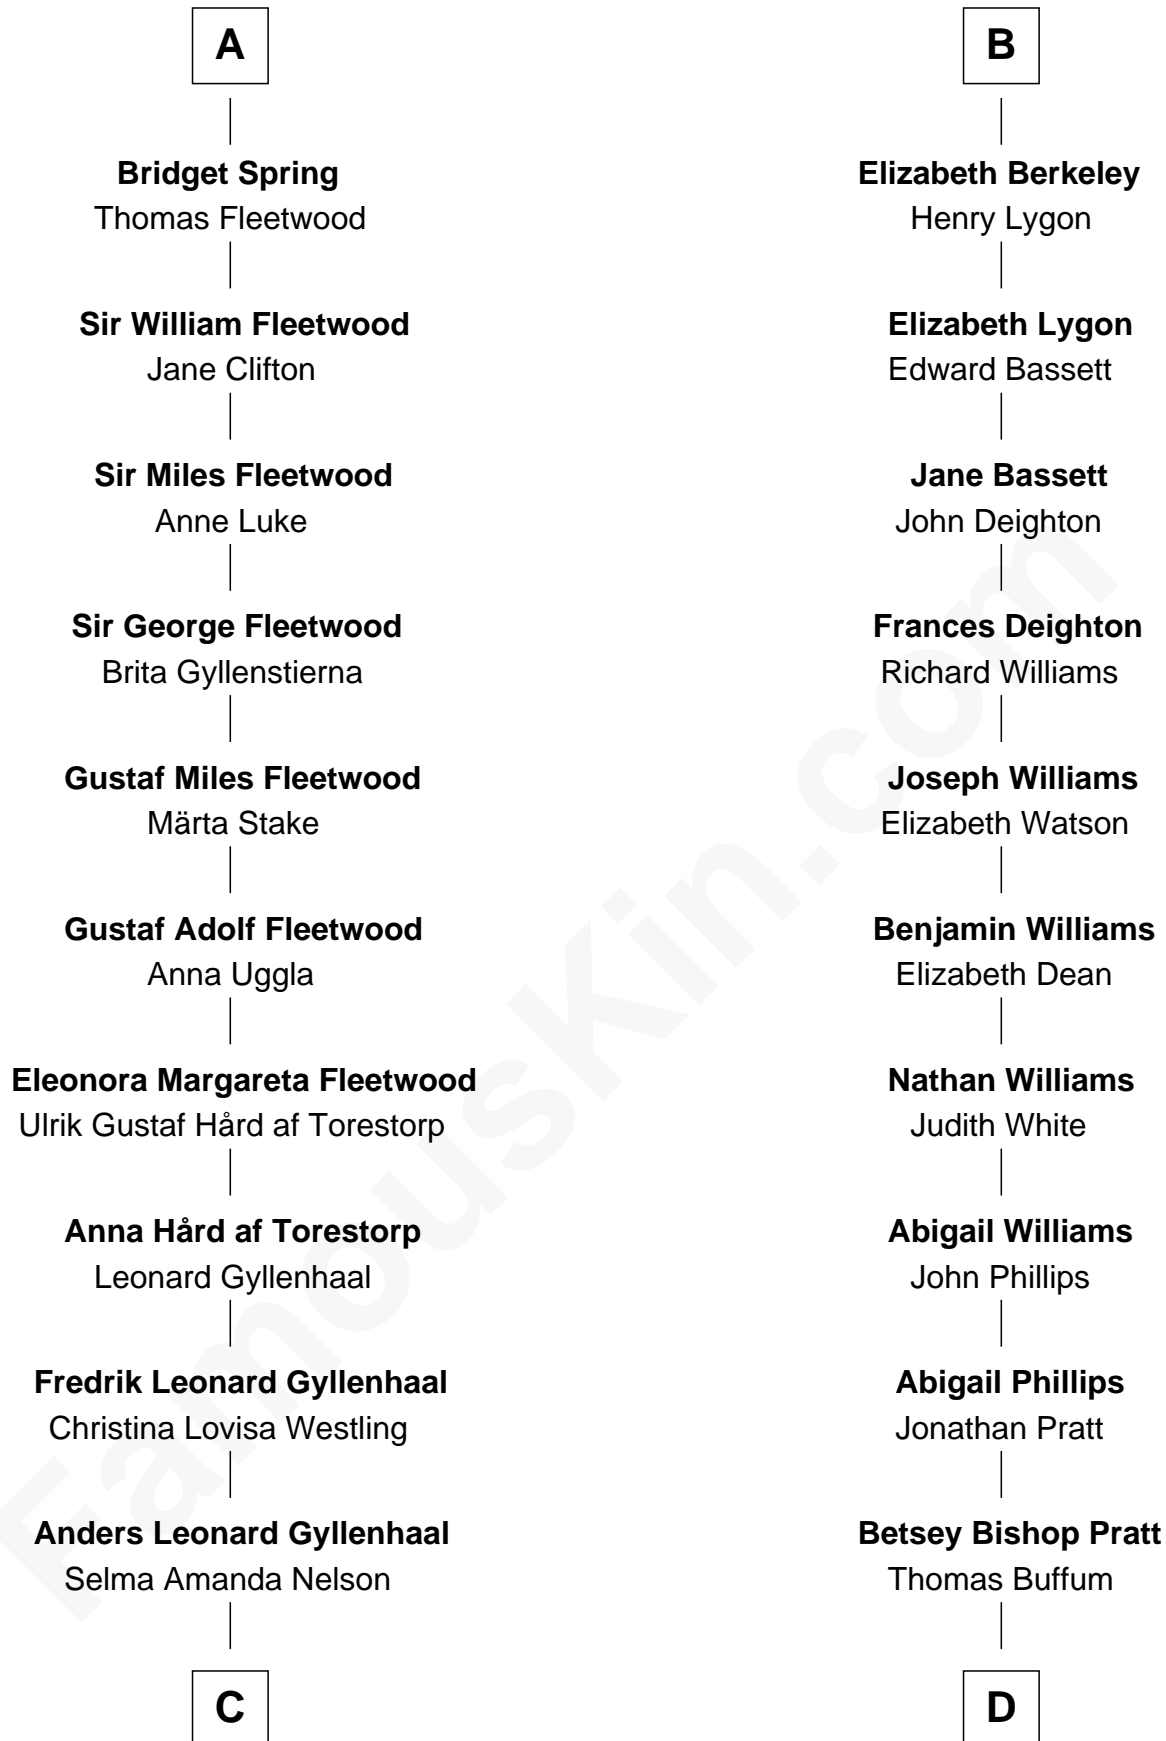 A
Bridget Spring
Thomas Fleetwood
Sir William Fleetwood
Jane Clifton
Sir Miles Fleetwood
Anne Luke
Sir George Fleetwood
Brita Gyllenstierna
Gustaf Miles Fleetwood
Märta Stake
Gustaf Adolf Fleetwood
Anna Uggla
Eleonora Margareta Fleetwood
Ulrik Gustaf Hård af Torestorp
Anna Hård af Torestorp
Leonard Gyllenhaal
Fredrik Leonard Gyllenhaal
Christina Lovisa Westling
Anders Leonard Gyllenhaal
Selma Amanda Nelson
C
B
Elizabeth Berkeley
Henry Lygon
Elizabeth Lygon
Edward Bassett
Jane Bassett
John Deighton
Frances Deighton
Richard Williams
Joseph Williams
Elizabeth Watson
Benjamin Williams
Elizabeth Dean
Nathan Williams
Judith White
Abigail Williams
John Phillips
Abigail Phillips
Jonathan Pratt
Betsey Bishop Pratt
Thomas Buffum
D
FamousKin.com